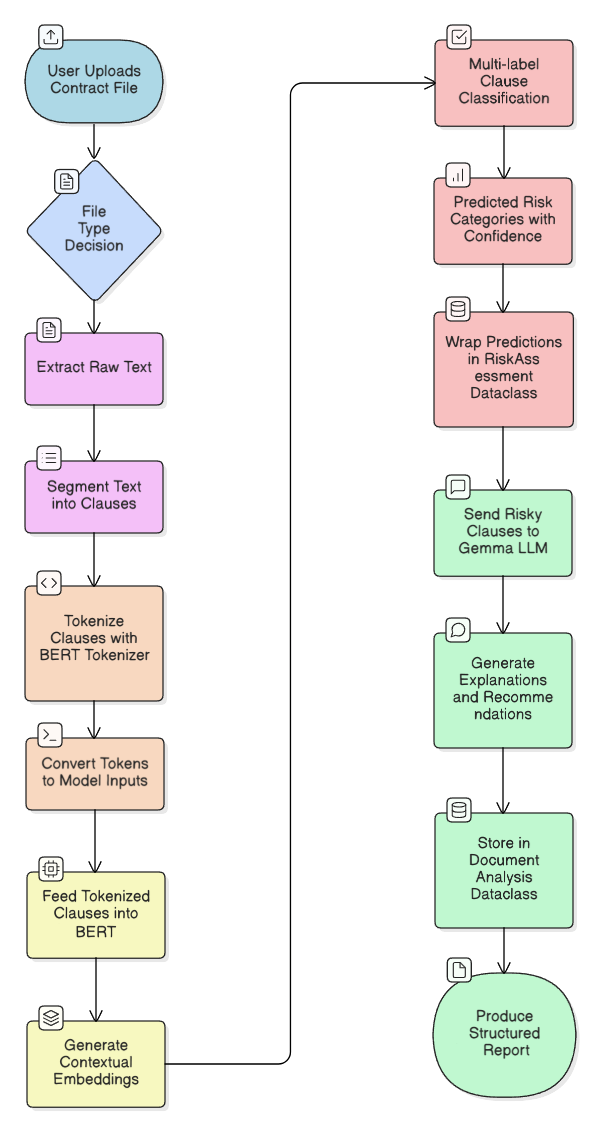 User Uploads
Contract File
File
Type
Decision
Extract Raw Text
Segment Text
into Clauses
Tokenize
Clauses with
BERT Tokenizer
Convert Tokens
to Model Inputs
Feed Tokenized
Clauses into
BERT
Generate
Contextual
Embeddings
Multi-label
Clause
Classification
Predicted Risk
Categories with
Confidence
Wrap Predictions
in RiskAss
essment
Dataclass
Send Risky
Clauses to
Gemma LLM
Generate
Explanations
and Recomme
ndations
Store in
Document
Analysis
Dataclass
Produce
Structured
Report